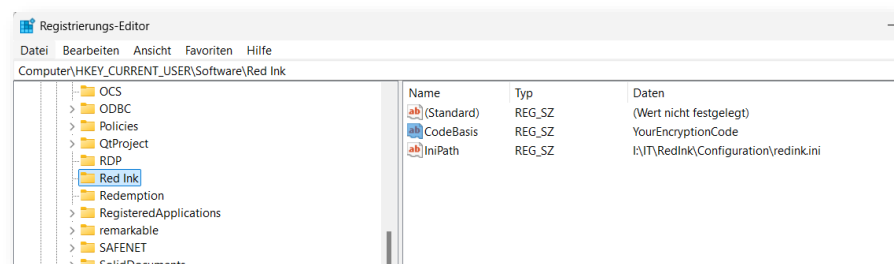 Registrierungs-Editor
Datei Bearbeiten Ansicht Favoriten Hilfe
Computer\HKEY_CURRENT_USER\Software\Red Ink
OCS
ODBC
Policies
QtProject
RDP
Red Ink
Redemption
RegisteredApplications
remarkable
SAFENET
SolidDocuments
Name Typ Daten
(Standard) REG_SZ (Wert nicht festgelegt)
CodeBasis REG_SZ YourEncryptionCode
IniPath REG_SZ I:\IT\RedInk\Configuration\redink.ini